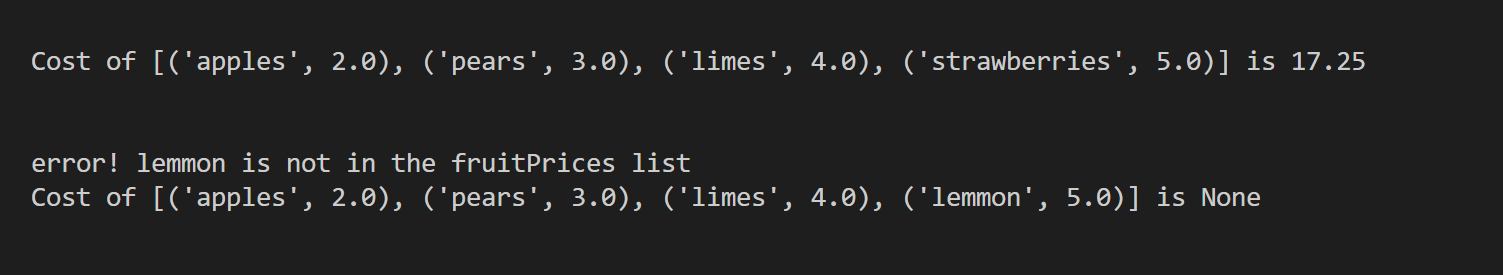 Cost of [('apples', 2.0), ('pears', 3.0), ('limes', 4.0), ('strawberries', 5.0)] is 17.25
error! lemmon is not in the fruitPrices list
Cost of [('apples', 2.0), ('pears', 3.0), ('limes', 4.0), ('lemmon', 5.0)] is None